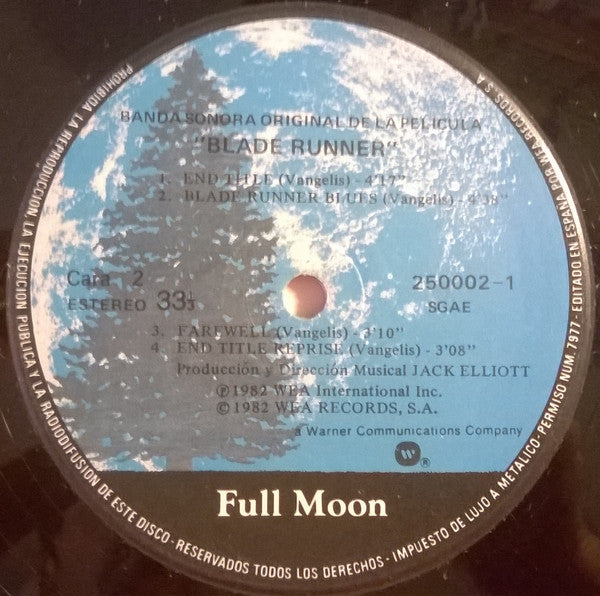 BANDA SONORA ORIGINAL DE LA PELICULA
"BLADE RUNNER"
1. END TITLE (Vangelis) - 4'17"
2. BLADE RUNNER BLUES (Vangelis) - 4'38"
Cara 2
ESTEREO 33⅓
250002-1
SGAE
3. FAREWELL (Vangelis) - 3'10"
4. END TITLE REPRISE (Vangelis) - 3'08"
Producción y Dirección Musical JACK ELLIOTT
℗1982 WEA International Inc.
©1982 WEA RECORDS, S.A.
a Warner Communications Company
W ®
Full Moon
PROHIBIDA LA REPRODUCCION, LA EJECUCION PUBLICA Y LA RADIODIFUSION DE ESTE DISCO - RESERVADOS TODOS LOS DERECHOS - IMPUESTO DE LUJO A METALICO - PERMISO NUM. 7977 - EDITADO EN ESPAÑA POR WEA RECORDS, S.A.